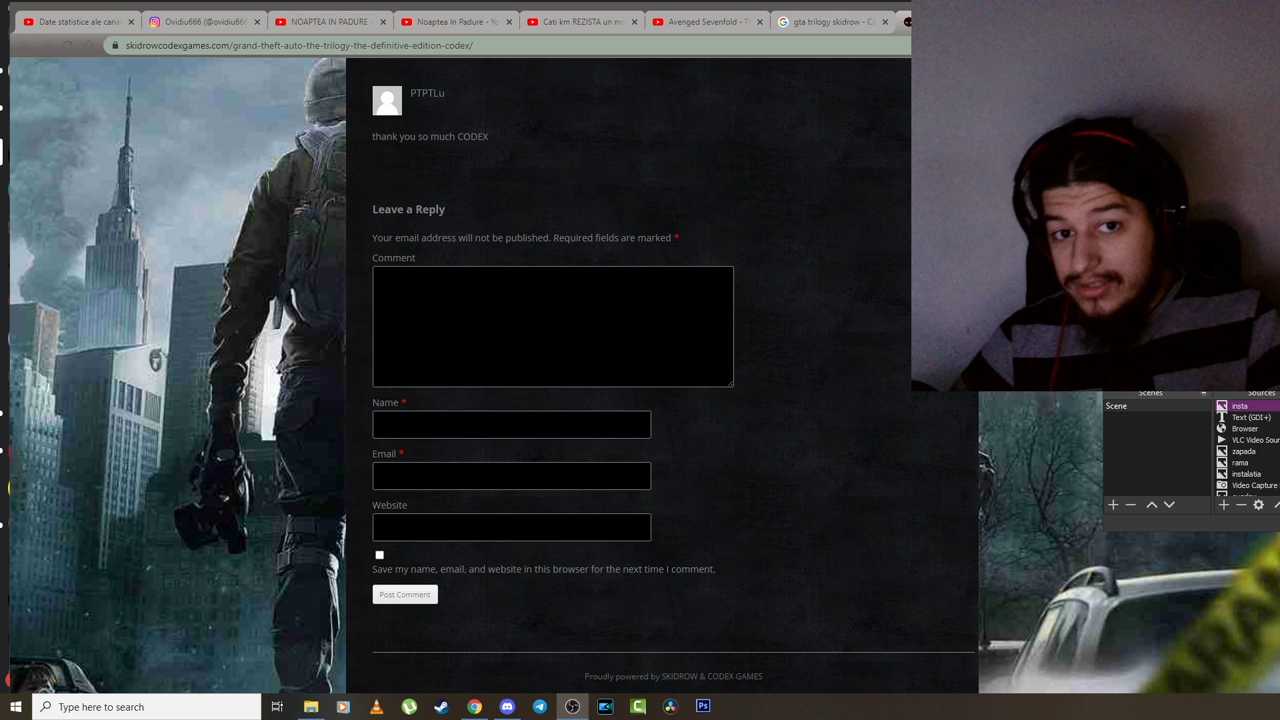 Date statistice ale canal
Ovidiu666 (@ovidiu666
NOAPTEA IN PADURE -
Noaptea In Padure - Yo
Cati km REZISTA un m
Avenged Sevenfold - T
gta trilogy skidrow - C
skidrowcodexgames.com/grand-theft-auto-the-trilogy-the-definitive-edition-codex/
PTPTLu
thank you so much CODEX
Leave a Reply
Your email address will not be published. Required fields are marked *
Comment
Name *
Email *
Website
Save my name, email, and website in this browser for the next time I comment.
Post Comment
Proudly powered by SKIDROW & CODEX GAMES
Scenes
Sources
Scene
insta
Text (GDI+)
Browser
VLC Video Sour
zapada
rama
instalatia
Video Capture
Type here to search